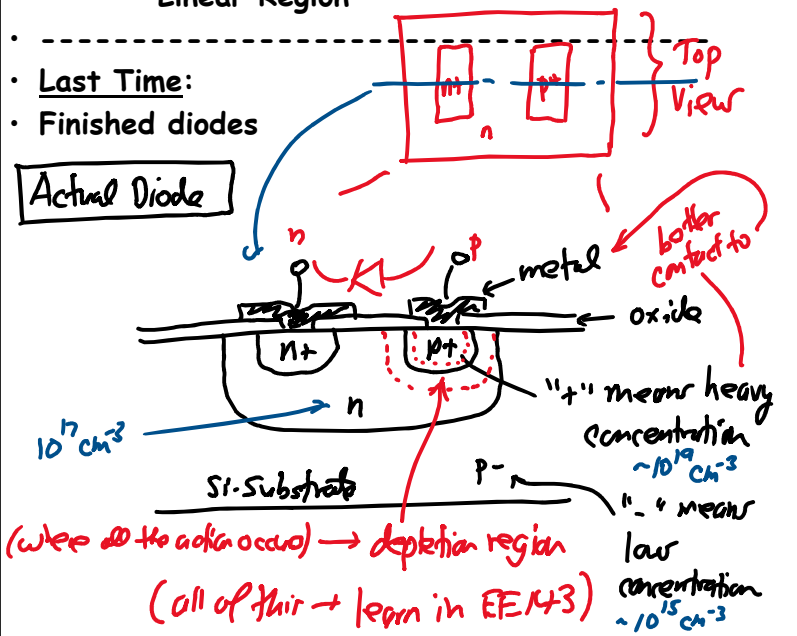 Linear Region
Last Time:
Finished diodes
n+
p+
n
Top
View
Actual Diode
n
p
metal
better
contact to
oxide
n+
p+
"+" means heavy
concentration
~10^19 cm^-3
n
10^17 cm^-3
Si-substrate
p-
"-" means
low
concentration
~10^15 cm^-3
(where all the action occurs) → depletion region
(all of this → learn in EE143)